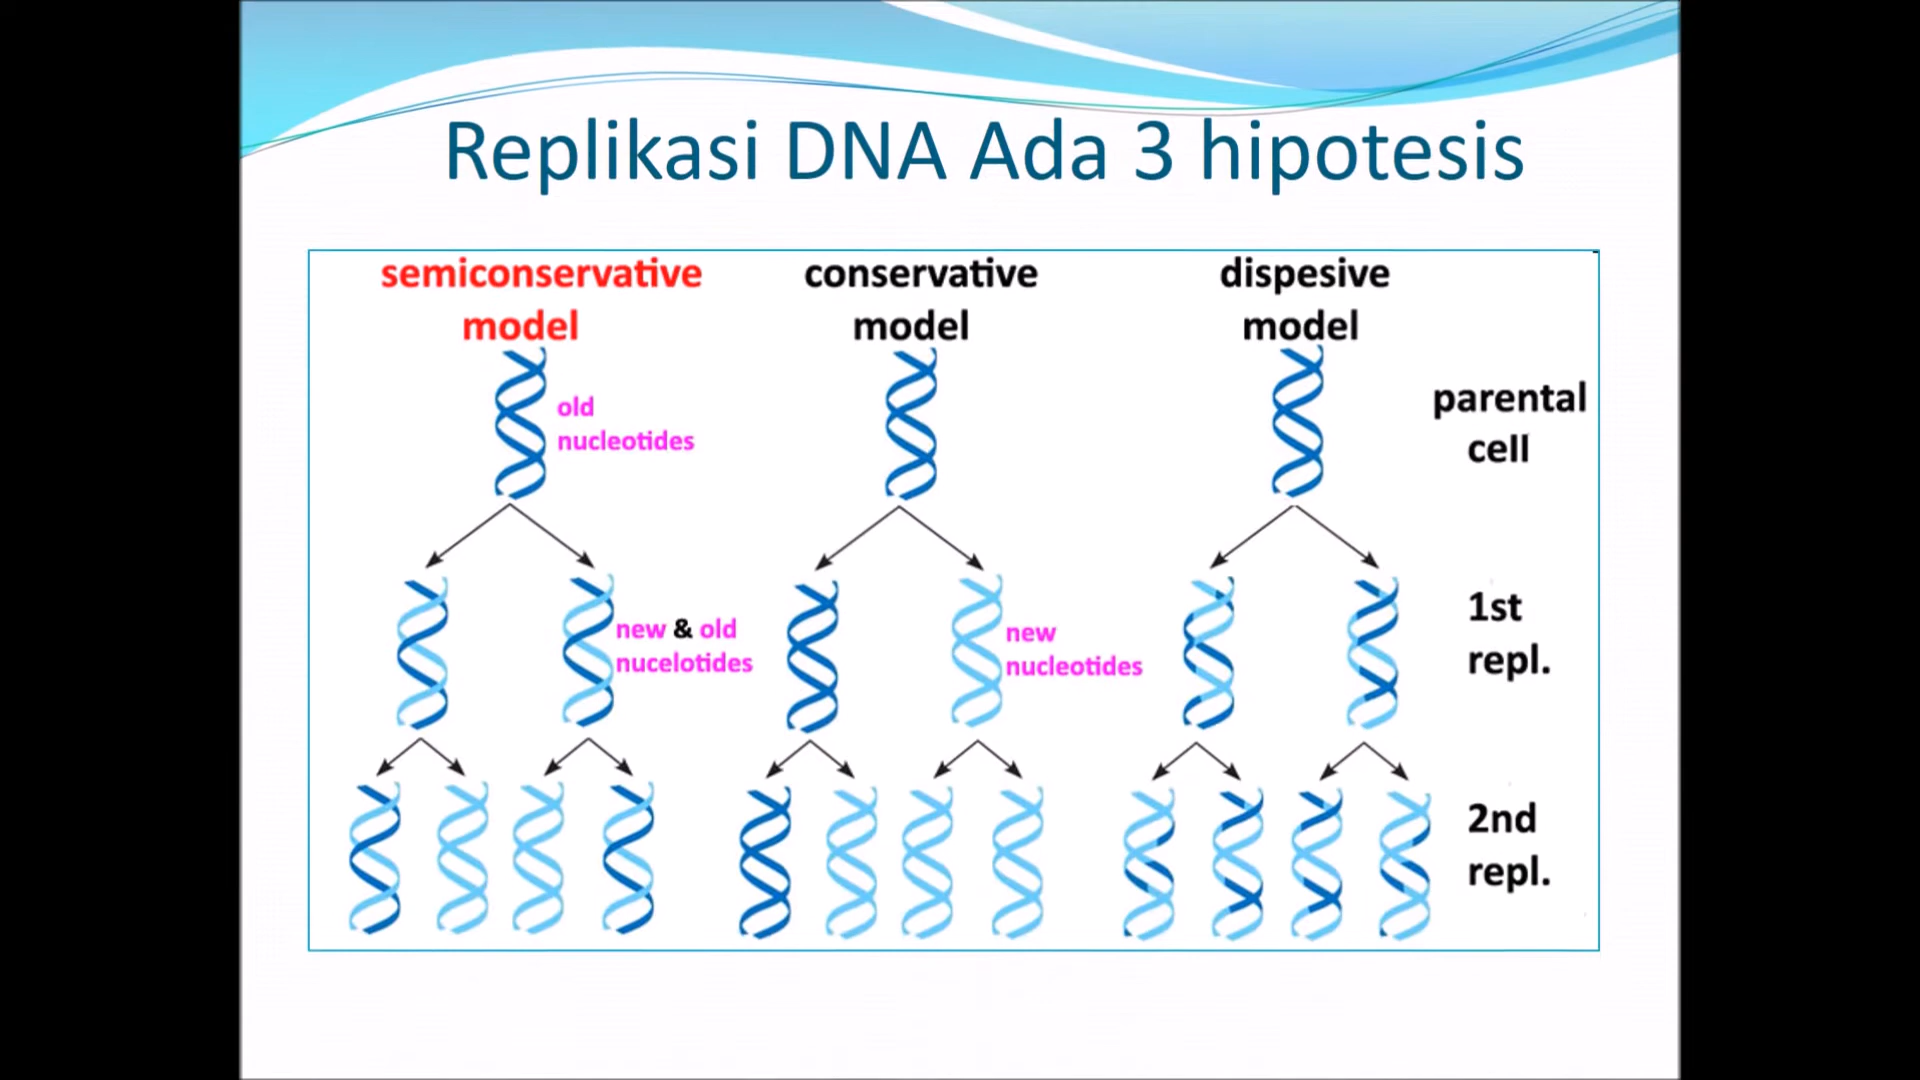 Replikasi DNA Ada 3 hipotesis
semiconservative
model
conservative
model
dispesive
model
old
nucleotides
parental
cell
new & old
nucelotides
new
nucleotides
1st
repl.
2nd
repl.